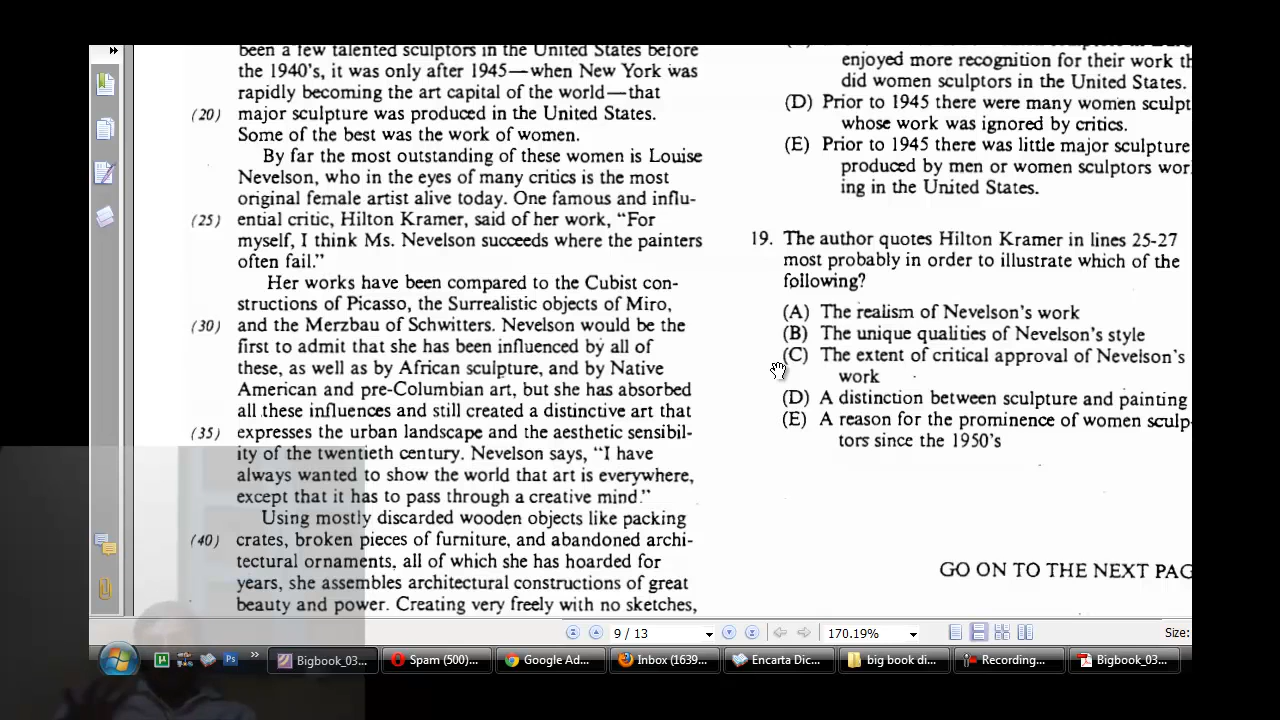 been a few talented sculptors in the United States before
the 1940's, it was only after 1945—when New York was
rapidly becoming the art capital of the world—that
(20) major sculpture was produced in the United States.
Some of the best was the work of women.
By far the most outstanding of these women is Louise
Nevelson, who in the eyes of many critics is the most
original female artist alive today. One famous and influ-
(25) ential critic, Hilton Kramer, said of her work, "For
myself, I think Ms. Nevelson succeeds where the painters
often fail."
Her works have been compared to the Cubist con-
structions of Picasso, the Surrealistic objects of Miro,
(30) and the Merzbau of Schwitters. Nevelson would be the
first to admit that she has been influenced by all of
these, as well as by African sculpture, and by Native
American and pre-Columbian art, but she has absorbed
all these influences and still created a distinctive art that
(35) expresses the urban landscape and the aesthetic sensibil-
ity of the twentieth century. Nevelson says, "I have
always wanted to show the world that art is everywhere,
except that it has to pass through a creative mind."
Using mostly discarded wooden objects like packing
(40) crates, broken pieces of furniture, and abandoned archi-
tectural ornaments, all of which she has hoarded for
years, she assembles architectural constructions of great
beauty and power. Creating very freely with no sketches,
enjoyed more recognition for their work th
did women sculptors in the United States.
(D) Prior to 1945 there were many women sculpt
whose work was ignored by critics.
(E) Prior to 1945 there was little major sculpture
produced by men or women sculptors wor
ing in the United States.
19. The author quotes Hilton Kramer in lines 25-27
most probably in order to illustrate which of the
following?
(A) The realism of Nevelson's work
(B) The unique qualities of Nevelson's style
(C) The extent of critical approval of Nevelson's
work
(D) A distinction between sculpture and painting
(E) A reason for the prominence of women sculp-
tors since the 1950's
GO ON TO THE NEXT PAG
9 / 13
170.19%
Size:
Bigbook_03...
Spam (500)...
Google Ad...
Inbox (1639...
Encarta Dic...
big book di...
Recording...
Bigbook_03...